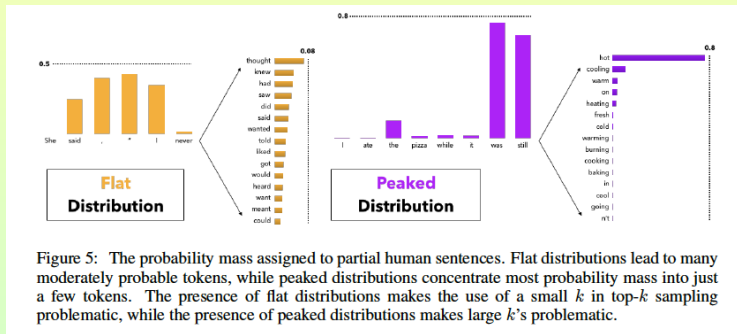 0.5
She said , " I never
Flat
Distribution
0.08
thought
knew
had
saw
did
said
wanted
told
liked
got
would
heard
want
meant
could
0.8
I ate the pizza while it was still
Peaked
Distribution
0.8
hot
cooling
warm
on
heating
fresh
cold
warming
burning
cooking
baking
in
cool
going
n't
Figure 5: The probability mass assigned to partial human sentences. Flat distributions lead to many
moderately probable tokens, while peaked distributions concentrate most probability mass into just
a few tokens. The presence of flat distributions makes the use of a small k in top-k sampling
problematic, while the presence of peaked distributions makes large k's problematic.